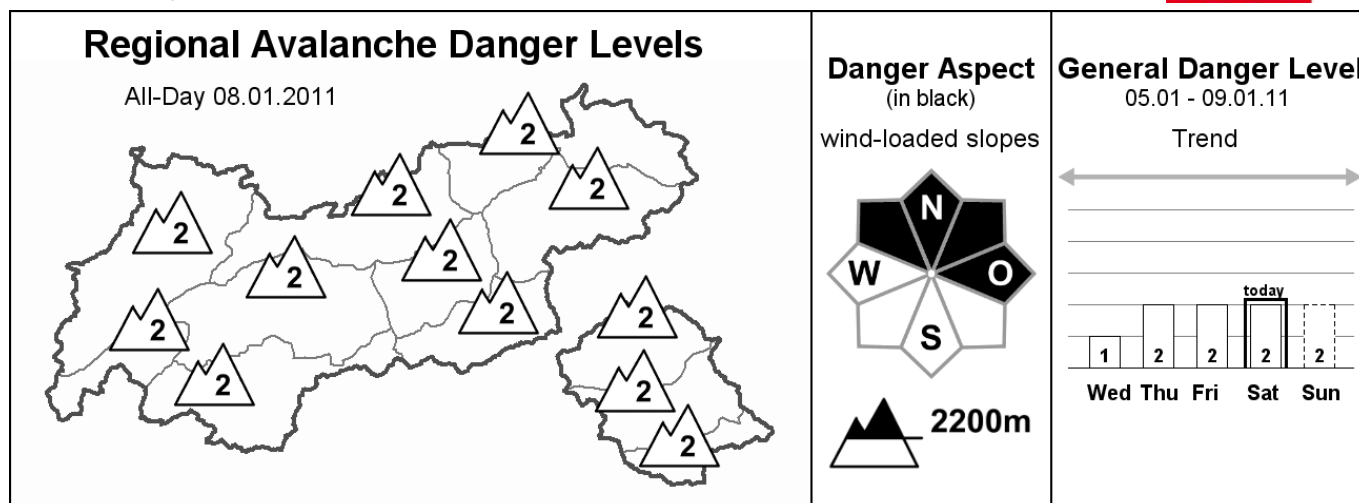 Regional Avalanche Danger Levels
All-Day 08.01.2011
2
2
2
2
2
2
2
2
2
2
2
2
2
Danger Aspect
(in black)
wind-loaded slopes
N
W
O
S
2200m
General Danger Level
05.01 - 09.01.11
Trend
today
1 2 2 2 2
Wed Thu Fri Sat Sun